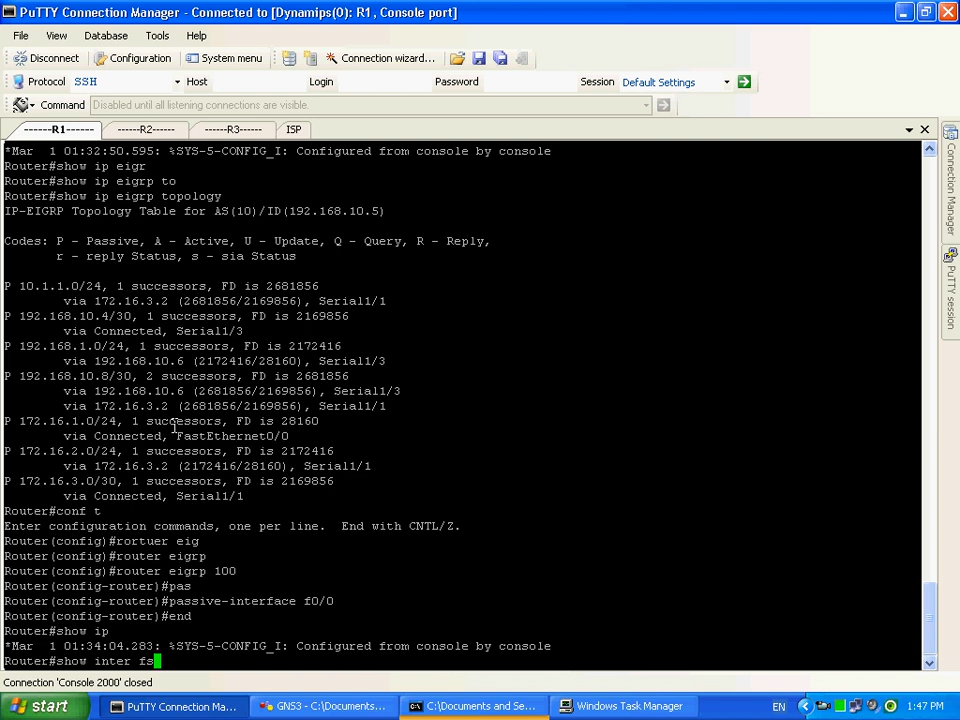 PuTTY Connection Manager - Connected to [Dynamips(0): R1, Console port]
File View Database Tools Help
Disconnect Configuration System menu Connection wizard...
Protocol SSH Host Login Password Session Default Settings
Command Disabled until all listening connections are visible.
------R1------ ------R2------ ------R3------ ISP
*Mar  1 01:32:50.595: %SYS-5-CONFIG_I: Configured from console by console
Router#show ip eigr
Router#show ip eigrp to
Router#show ip eigrp topology
IP-EIGRP Topology Table for AS(10)/ID(192.168.10.5)
Codes: P - Passive, A - Active, U - Update, Q - Query, R - Reply,
       r - reply Status, s - sia Status
P 10.1.1.0/24, 1 successors, FD is 2681856
        via 172.16.3.2 (2681856/2169856), Serial1/1
P 192.168.10.4/30, 1 successors, FD is 2169856
        via Connected, Serial1/3
P 192.168.1.0/24, 1 successors, FD is 2172416
        via 192.168.10.6 (2172416/28160), Serial1/3
P 192.168.10.8/30, 2 successors, FD is 2681856
        via 192.168.10.6 (2681856/2169856), Serial1/3
        via 172.16.3.2 (2681856/2169856), Serial1/1
P 172.16.1.0/24, 1 successors, FD is 28160
        via Connected, FastEthernet0/0
P 172.16.2.0/24, 1 successors, FD is 2172416
        via 172.16.3.2 (2172416/28160), Serial1/1
P 172.16.3.0/30, 1 successors, FD is 2169856
        via Connected, Serial1/1
Router#conf t
Enter configuration commands, one per line.  End with CNTL/Z.
Router(config)#rortuer eig
Router(config)#router eigrp
Router(config)#router eigrp 100
Router(config-router)#pas
Router(config-router)#passive-interface f0/0
Router(config-router)#end
Router#show ip
*Mar  1 01:34:04.283: %SYS-5-CONFIG_I: Configured from console by console
Router#show inter fs
Connection Manager
PuTTY session
Connection 'Console 2000' closed
start PuTTY Connection Ma... GNS3 - C:\Documents... C:\Documents and Se... Windows Task Manager EN 1:47 PM